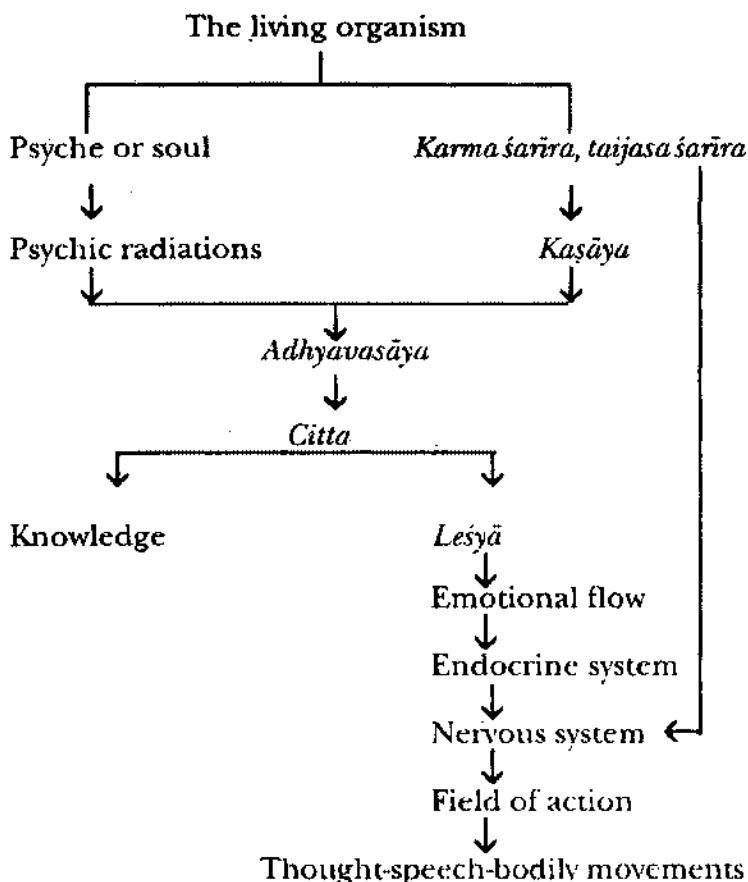 The living organism
Psyche or soul Karma śarīra, taijasa śarīra
Psychic radiations Kaṣāya
Adhyavasāya
Citta
Knowledge Leśyā
Emotional flow
Endocrine system
Nervous system
Field of action
Thought-speech-bodily movements